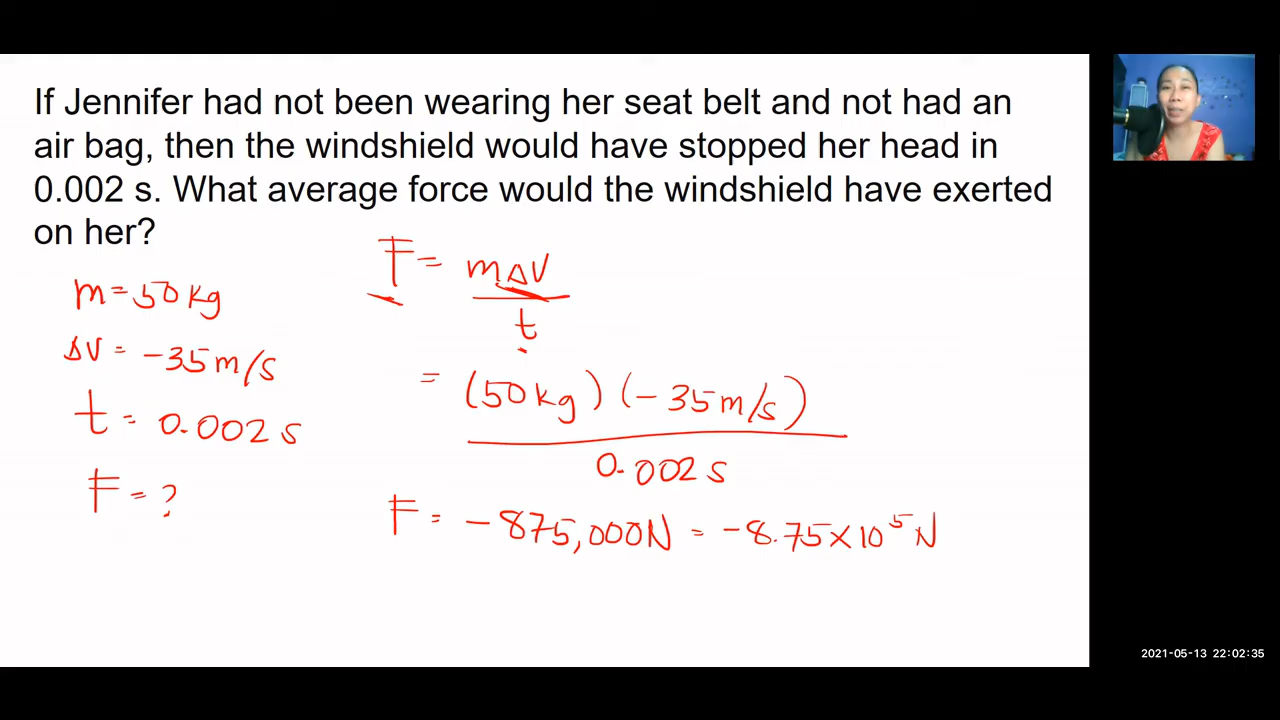 If Jennifer had not been wearing her seat belt and not had an
air bag, then the windshield would have stopped her head in
0.002 s. What average force would the windshield have exerted
on her?
m = 50 kg
ΔV = -35 m/s
t = 0.002 s
F = ?
F = mΔV
t
= (50 kg) (-35 m/s)
0.002 s
F = -875,000N = -8.75 x 10⁵ N
2021-05-13 22:02:35